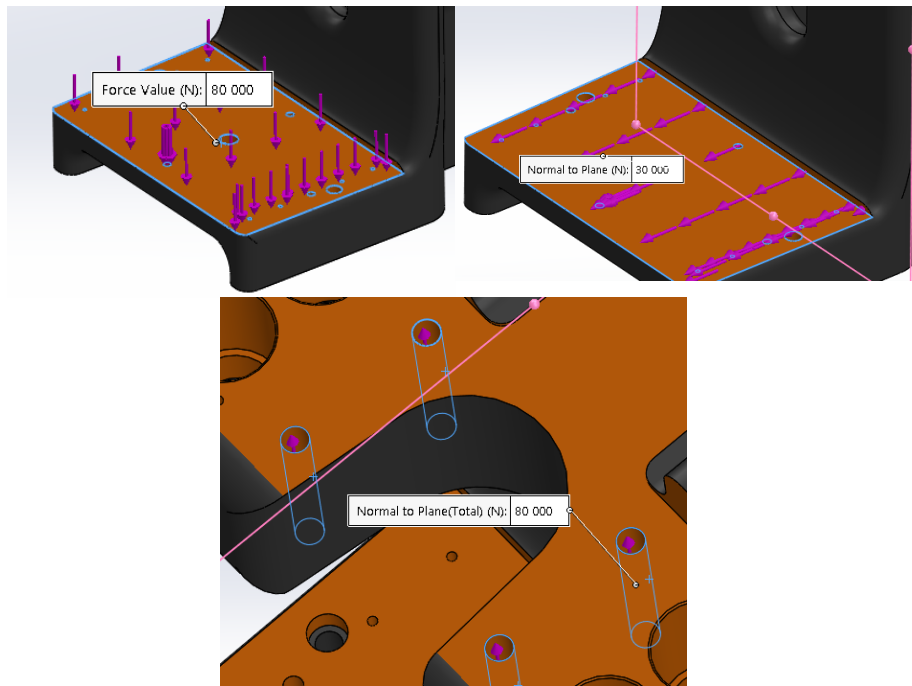 Force Value (N): 80 000
Normal to Plane (N): 30 000
Normal to Plane(Total) (N): 80 000